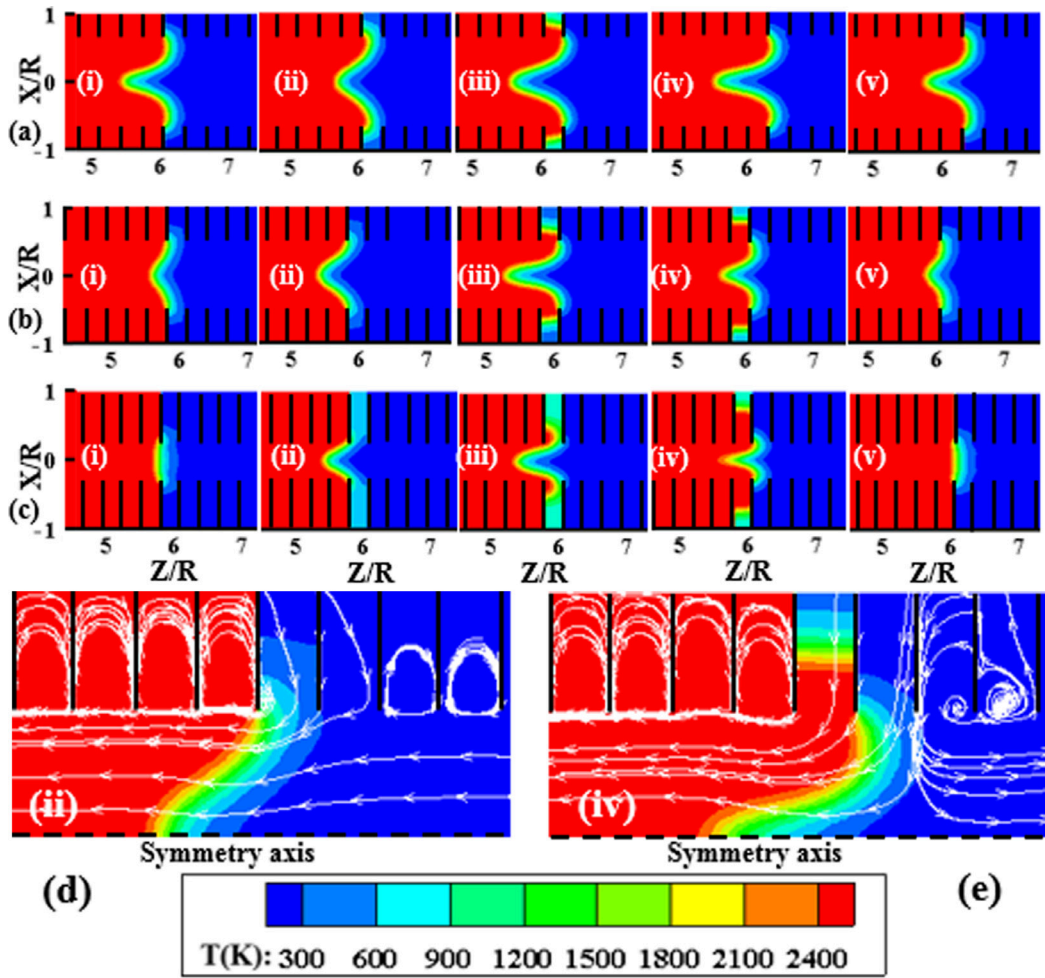 1
X/R
0
-1
(a)
(i) (ii) (iii) (iv) (v)
5 6 7 5 6 7 5 6 7 5 6 7 5 6 7
1
X/R
0
-1
(b)
(i) (ii) (iii) (iv) (v)
5 6 7 5 6 7 5 6 7 5 6 7 5 6 7
1
X/R
0
-1
(c)
(i) (ii) (iii) (iv) (v)
5 6 7 5 6 7 5 6 7 5 6 7 5 6 7
Z/R Z/R Z/R Z/R Z/R
(ii) (iv)
Symmetry axis Symmetry axis
(d) (e)
T(K): 300 600 900 1200 1500 1800 2100 2400